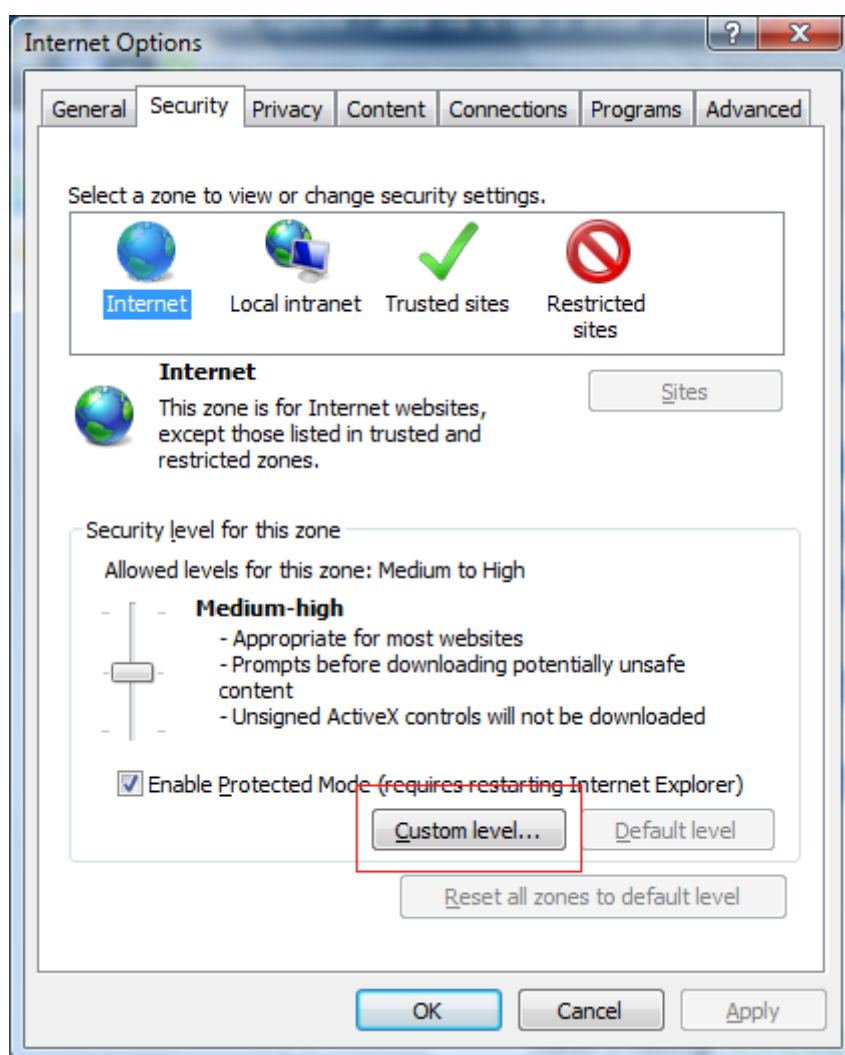 Internet Options
?
X
General Security Privacy Content Connections Programs Advanced
Select a zone to view or change security settings.
Internet Local intranet Trusted sites Restricted
sites
Internet
Sites
This zone is for Internet websites,
except those listed in trusted and
restricted zones.
Security level for this zone
Allowed levels for this zone: Medium to High
Medium-high
- Appropriate for most websites
- Prompts before downloading potentially unsafe
content
- Unsigned ActiveX controls will not be downloaded
Enable Protected Mode (requires restarting Internet Explorer)
Custom level... Default level
Reset all zones to default level
OK Cancel Apply